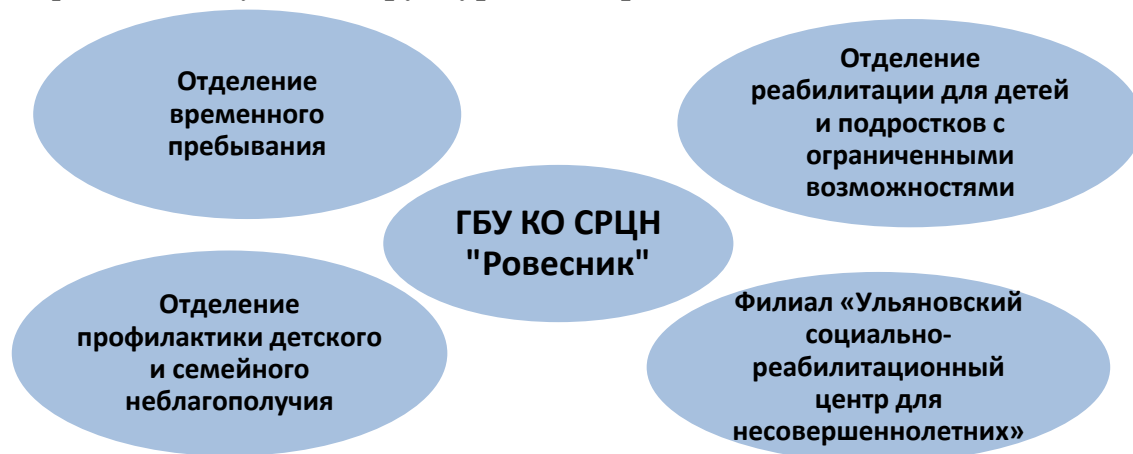 Отделение
временного
пребывания
Отделение
реабилитации для детей
и подростков с
ограниченными
возможностями
ГБУ КО СРЦН
"Ровесник"
Отделение
профилактики детского
и семейного
неблагополучия
Филиал «Ульяновский
социально-
реабилитационный
центр для
несовершеннолетних»